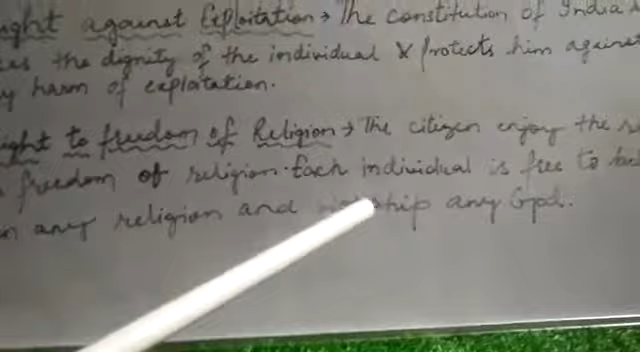 ght against Exploitation → The constitution of India
es the dignity of the individual & Protects him against
y harm of exploitation.
ght to freedom of Religion → The citizen enjoy the
freedom of religion. Each individual is free to
in any religion and worship any God.